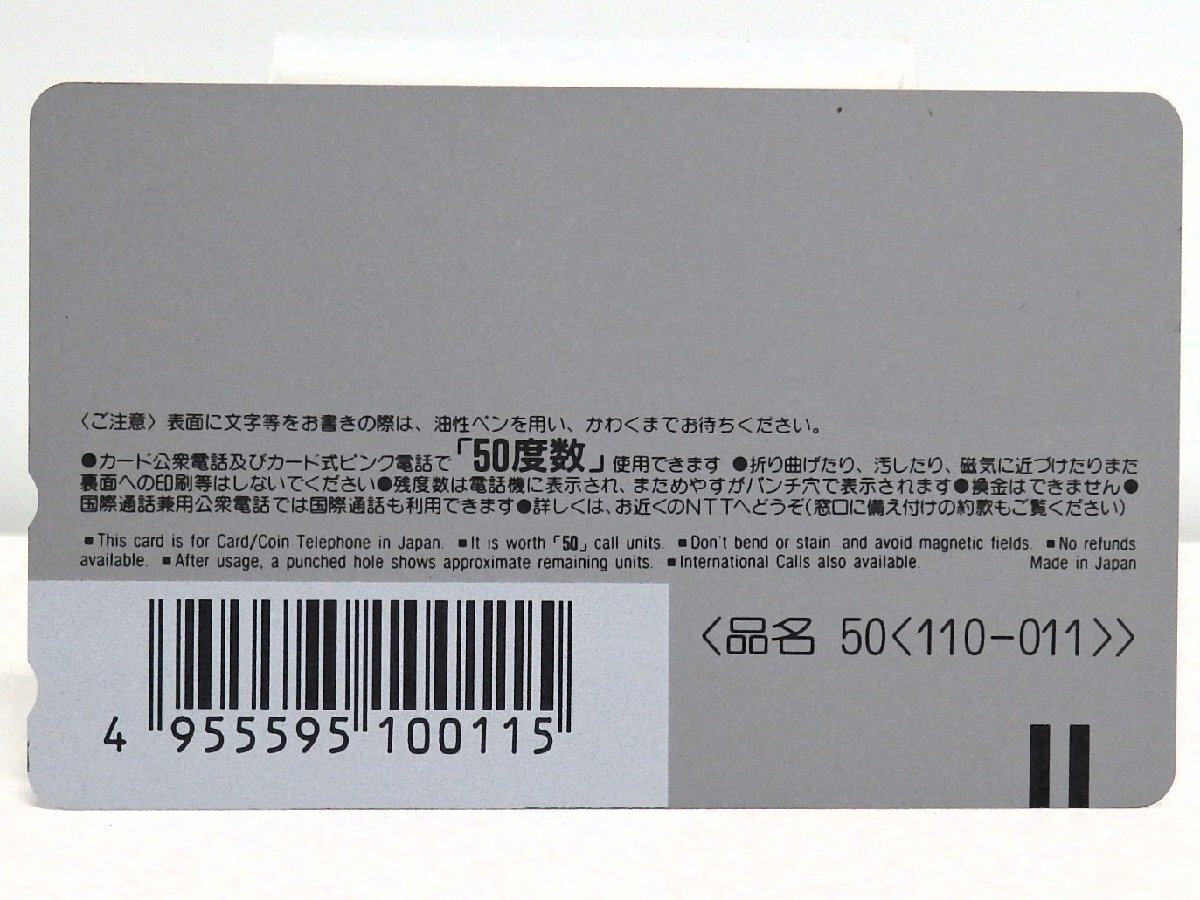 〈ご注意〉表面に文字等をお書きの際は、油性ペンを用い、かわくまでお待ちください。
●カード公衆電話及びカード式ピンク電話で「50度数」使用できます ●折り曲げたり、汚したり、磁気に近づけたりまた
裏面への印刷等はしないでください●残度数は電話機に表示され、まためやすがパンチ穴で表示されます●換金はできません●
国際通話兼用公衆電話では国際通話も利用できます●詳しくは、お近くのNTTへどうぞ(窓口に備え付けの約款もご覧ください)
■This card is for Card/Coin Telephone in Japan. ■It is worth「50」call units. ■Don't bend or stain and avoid magnetic fields. ■No refunds
available. ■After usage, a punched hole shows approximate remaining units. ■International Calls also available. Made in Japan
〈品名 50〈110-011〉〉
4 955595 100115